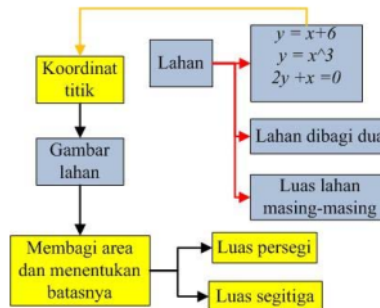 y = x+6
y = x^3
2y +x =0
Koordinat
titik
Lahan
Gambar
lahan
Lahan dibagi dua
Luas lahan
masing-masing
Membagi area
dan menentukan
batasnya
Luas persegi
Luas segitiga